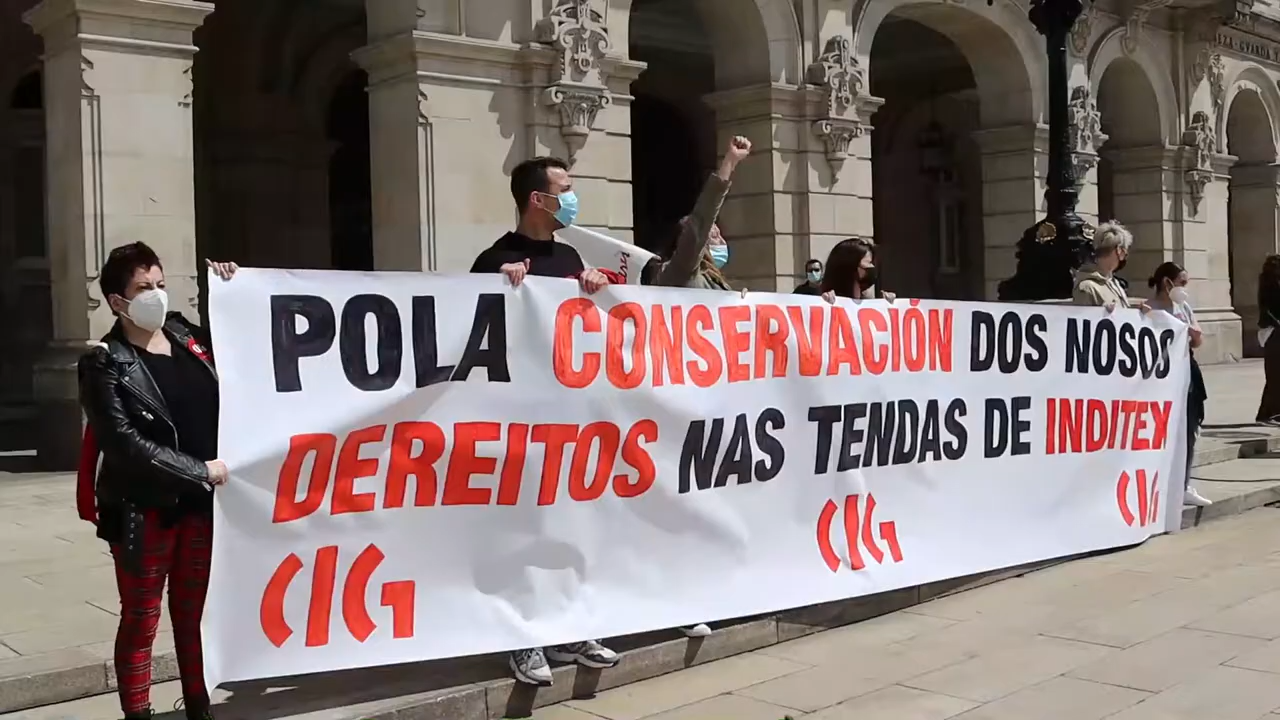 POLA CONSERVACIÓN DOS NOSOS
DEREITOS NAS TENDAS DE INDITEX
CIG CIG CIG